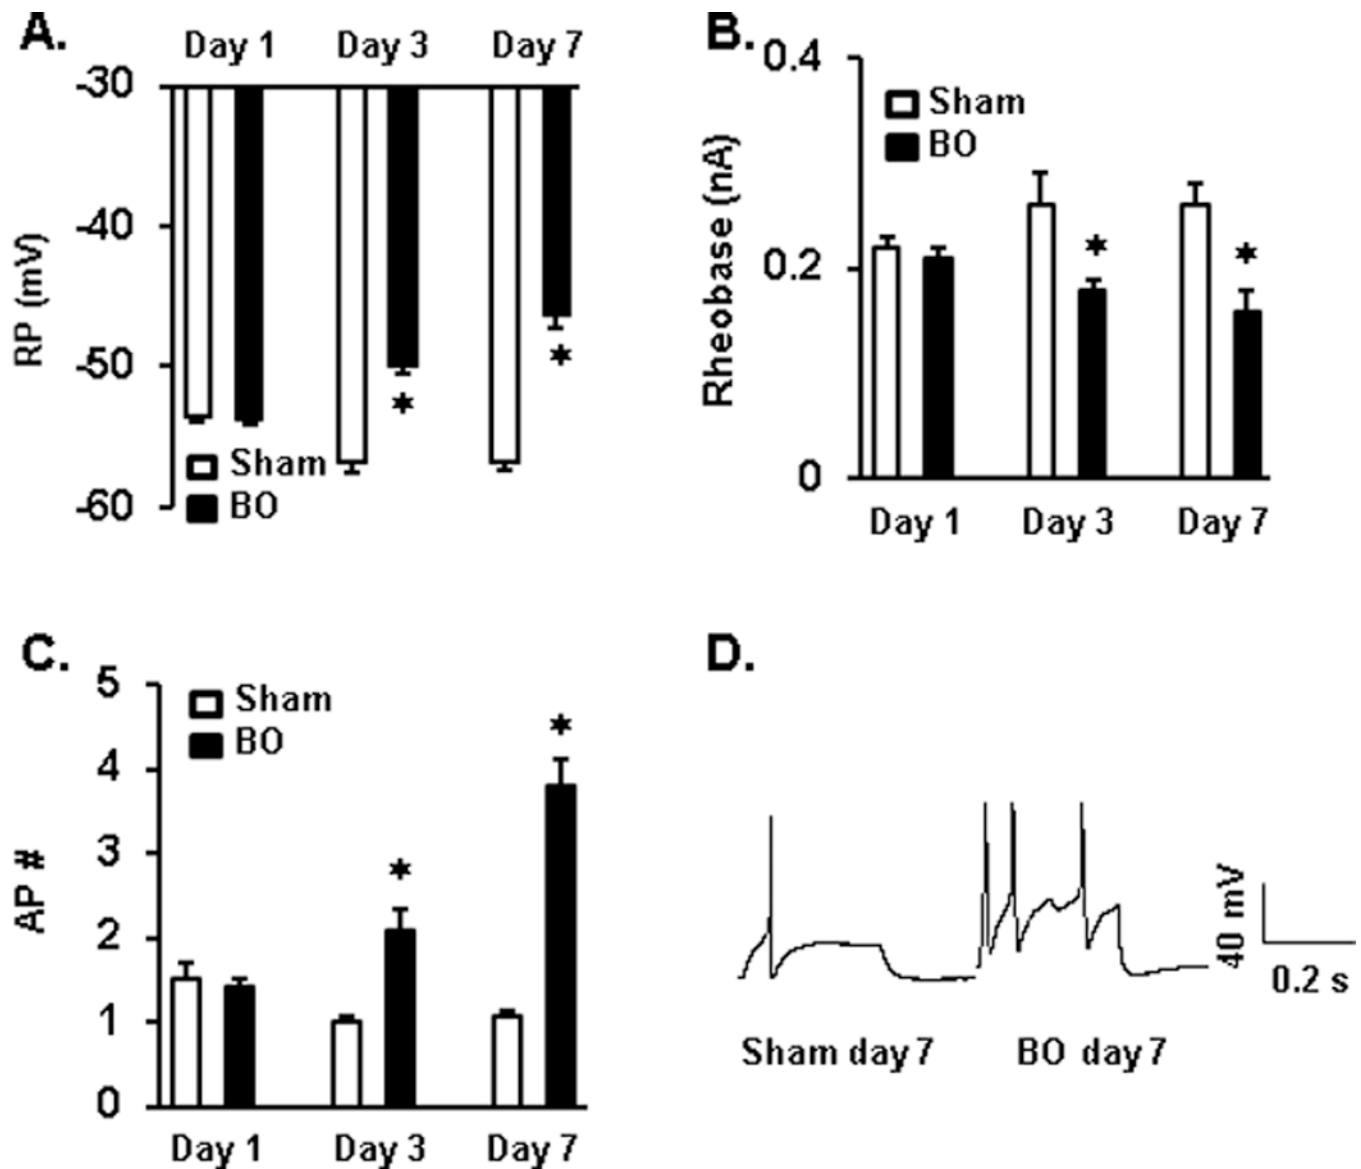 A.
Day 1 Day 3 Day 7
-30
-40
-50
-60
RP (mV)
Sham
BO
B.
0.4
0.2
0
Rheobase (nA)
Sham
BO
*
*
Day 1 Day 3 Day 7
*
*
C.
5
4
3
2
1
0
AP #
Sham
BO
*
*
Day 1 Day 3 Day 7
D.
40 mV
0.2 s
Sham day 7 BO day 7